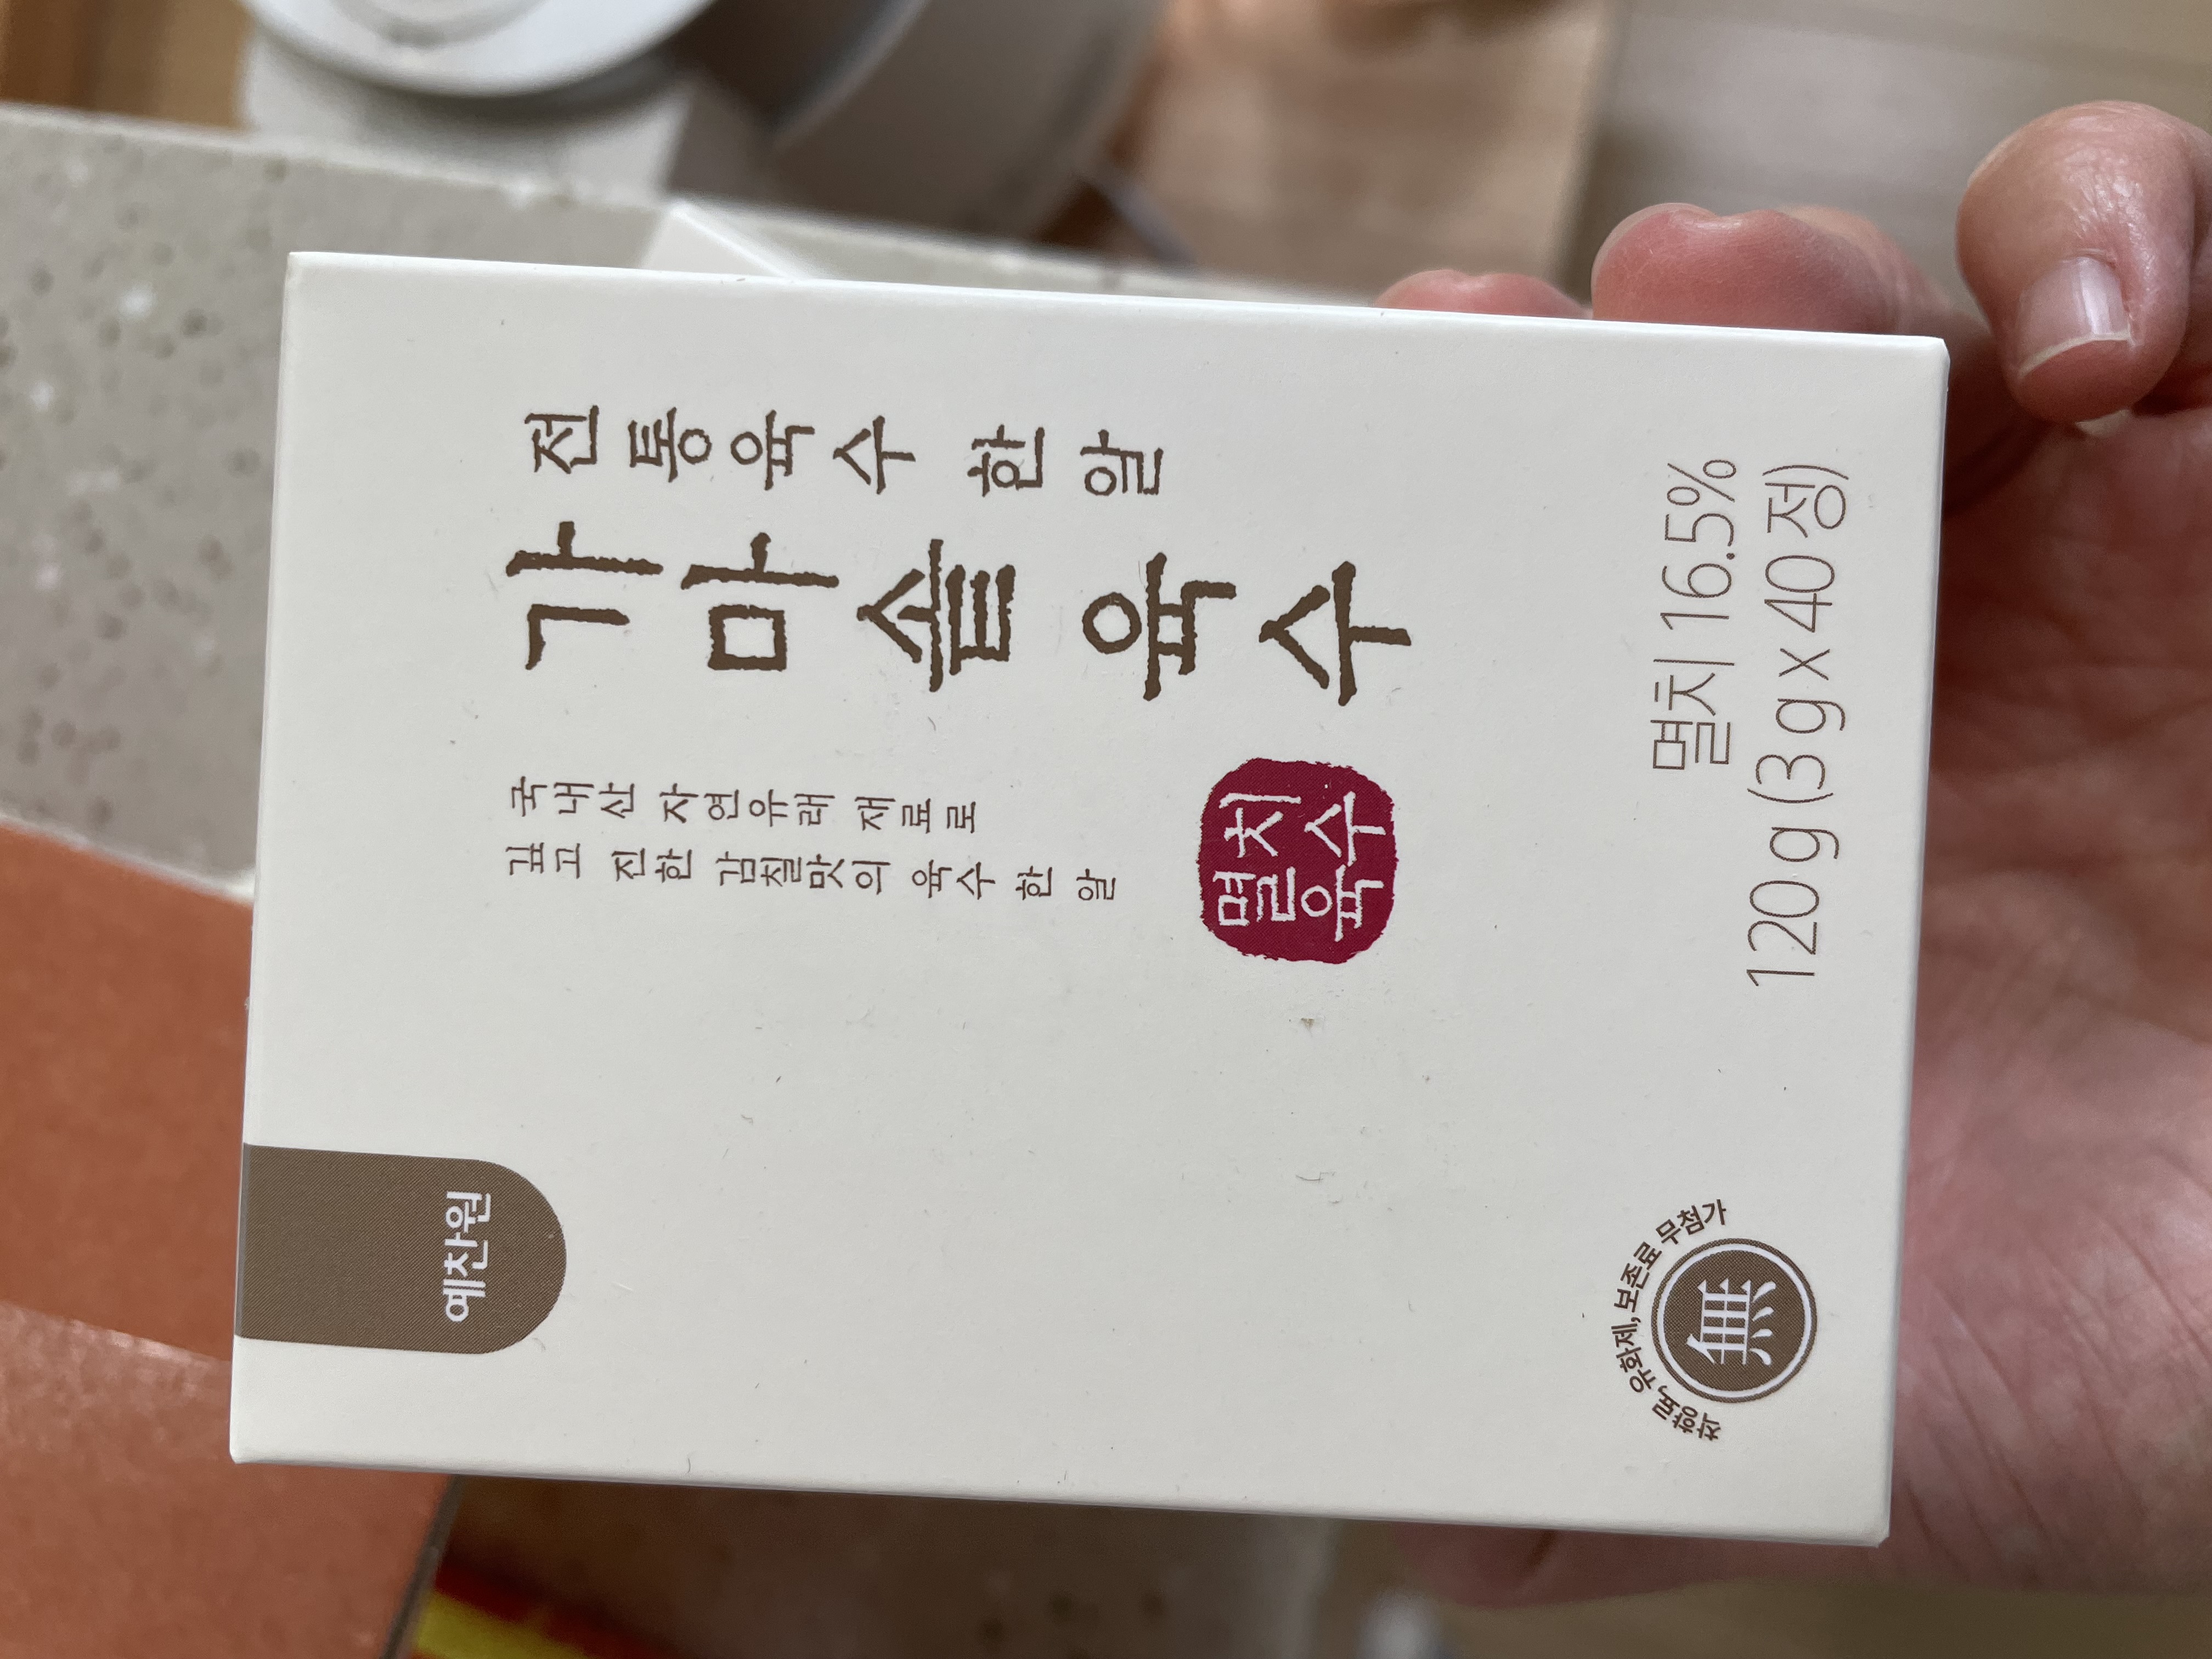 예찬원
전통육수 한 알
가마솥 육수
국내산 자연유래 재료로
깊고 진한 감칠맛의 육수 한 알
멸치
육수
착향료, 유화제, 보존료 무첨가
無
멸치 16.5%
120 g (3 g x 40 정)